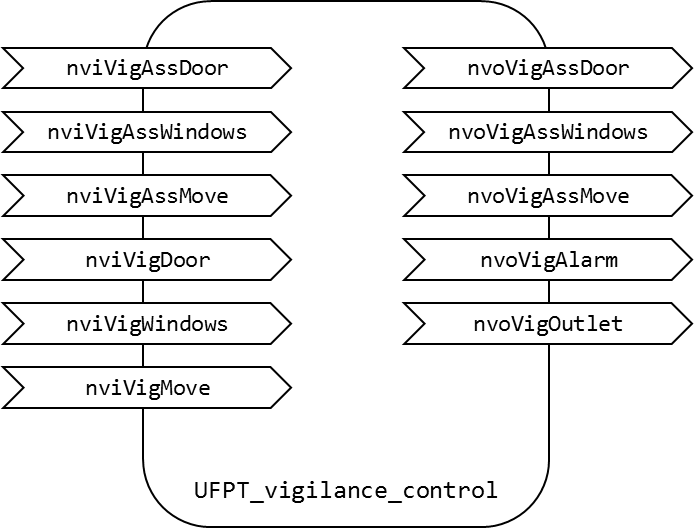 nviVigAssDoor
nvoVigAssDoor
nviVigAssWindows
nvoVigAssWindows
nviVigAssMove
nvoVigAssMove
nviVigDoor
nvoVigAlarm
nviVigWindows
nvoVigOutlet
nviVigMove
UFPT_vigilance_control